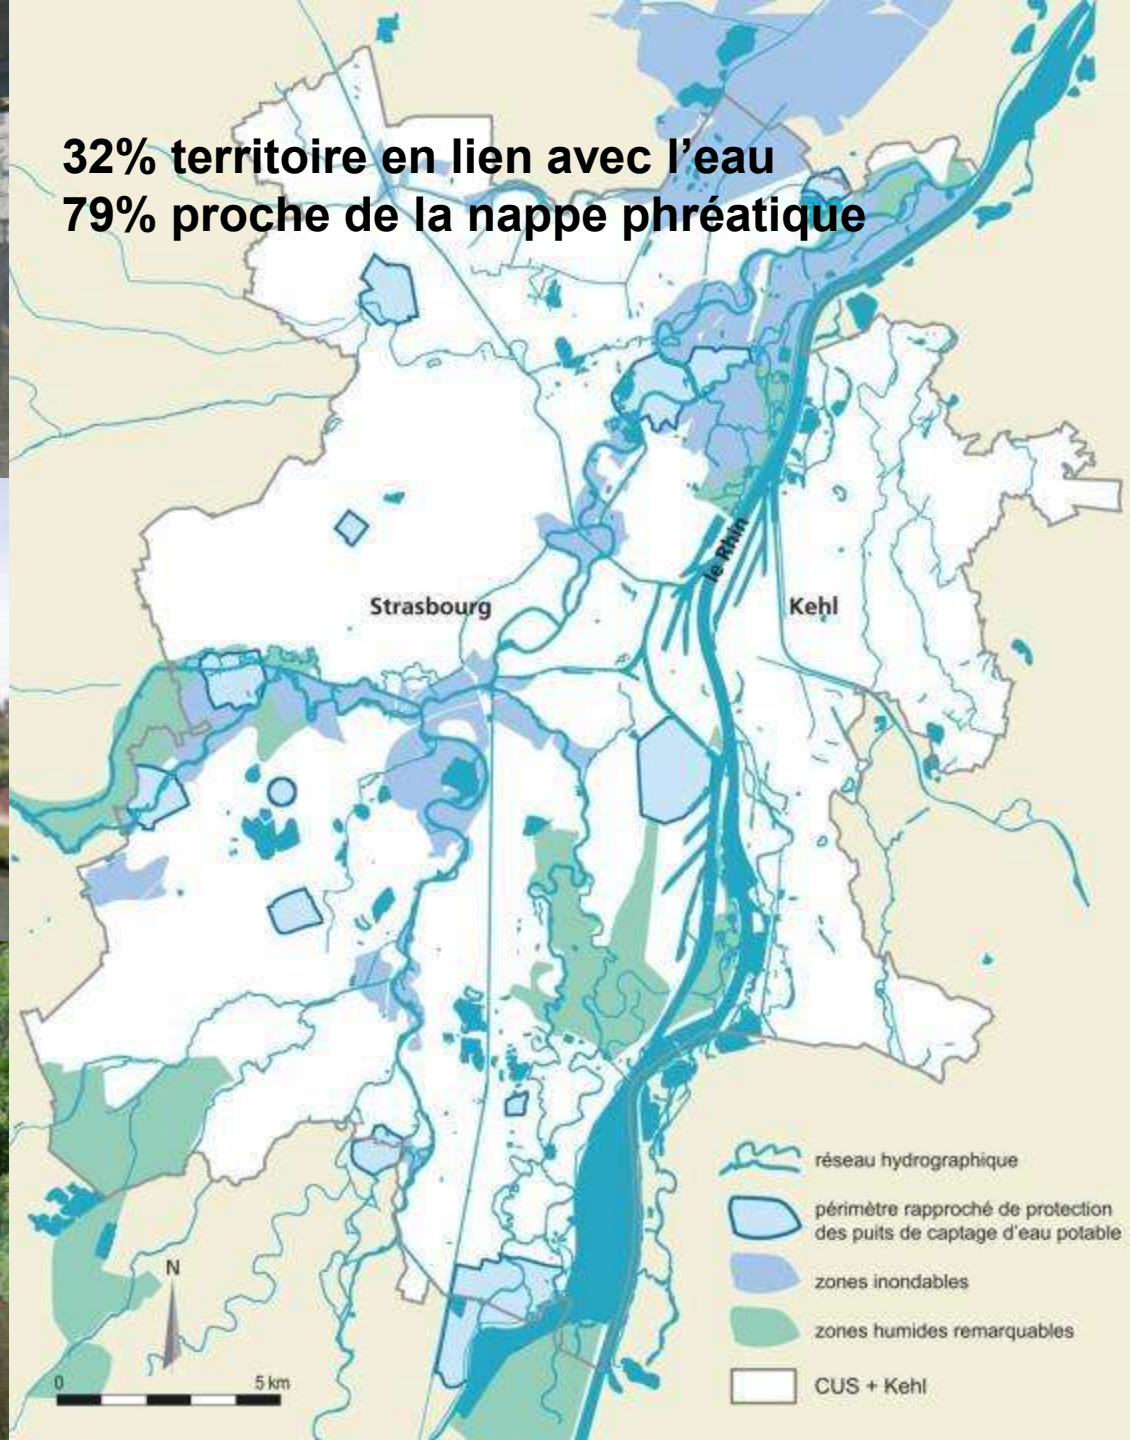 32% territoire en lien avec l’eau
79% proche de la nappe phréatique
le Rhin
Strasbourg
Kehl
réseau hydrographique
périmètre rapproché de protection
des puits de captage d’eau potable
zones inondables
zones humides remarquables
CUS + Kehl
N
0 5 km